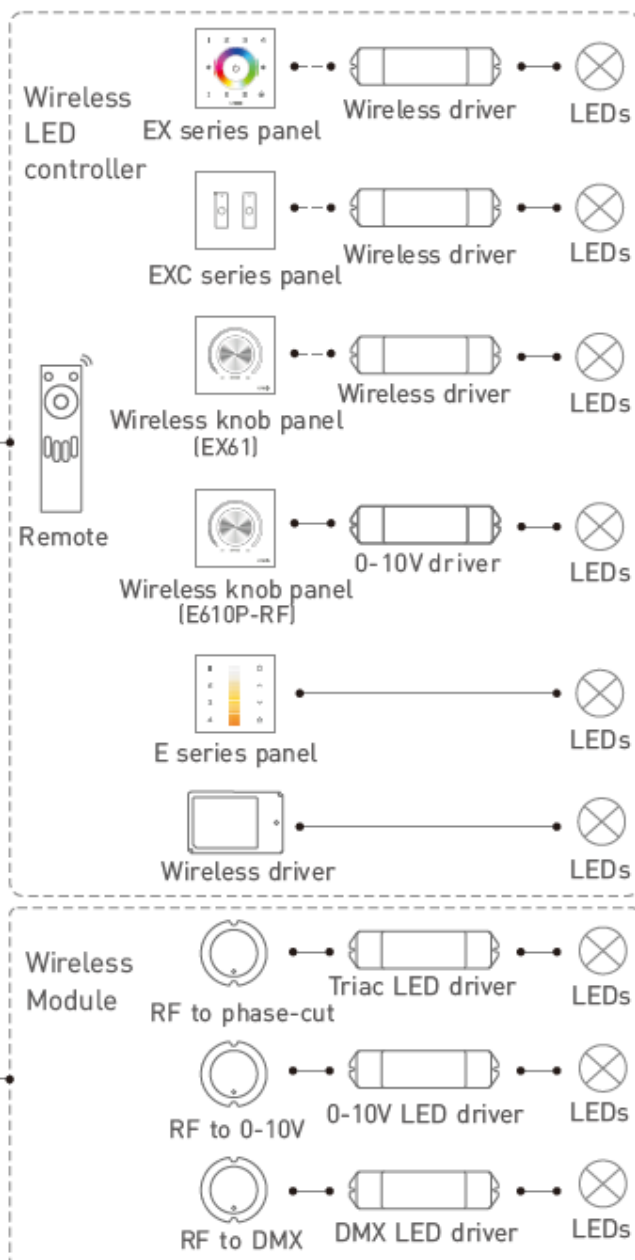 Wireless
LED
controller
EX series panel
Wireless driver
LEDs
EXC series panel
Wireless driver
LEDs
Wireless knob panel
(EX61)
Wireless driver
LEDs
Remote
Wireless knob panel
(E610P-RF)
0-10V driver
LEDs
E series panel
LEDs
Wireless driver
LEDs
Wireless
Module
RF to phase-cut
Triac LED driver
LEDs
RF to 0-10V
0-10V LED driver
LEDs
RF to DMX
DMX LED driver
LEDs